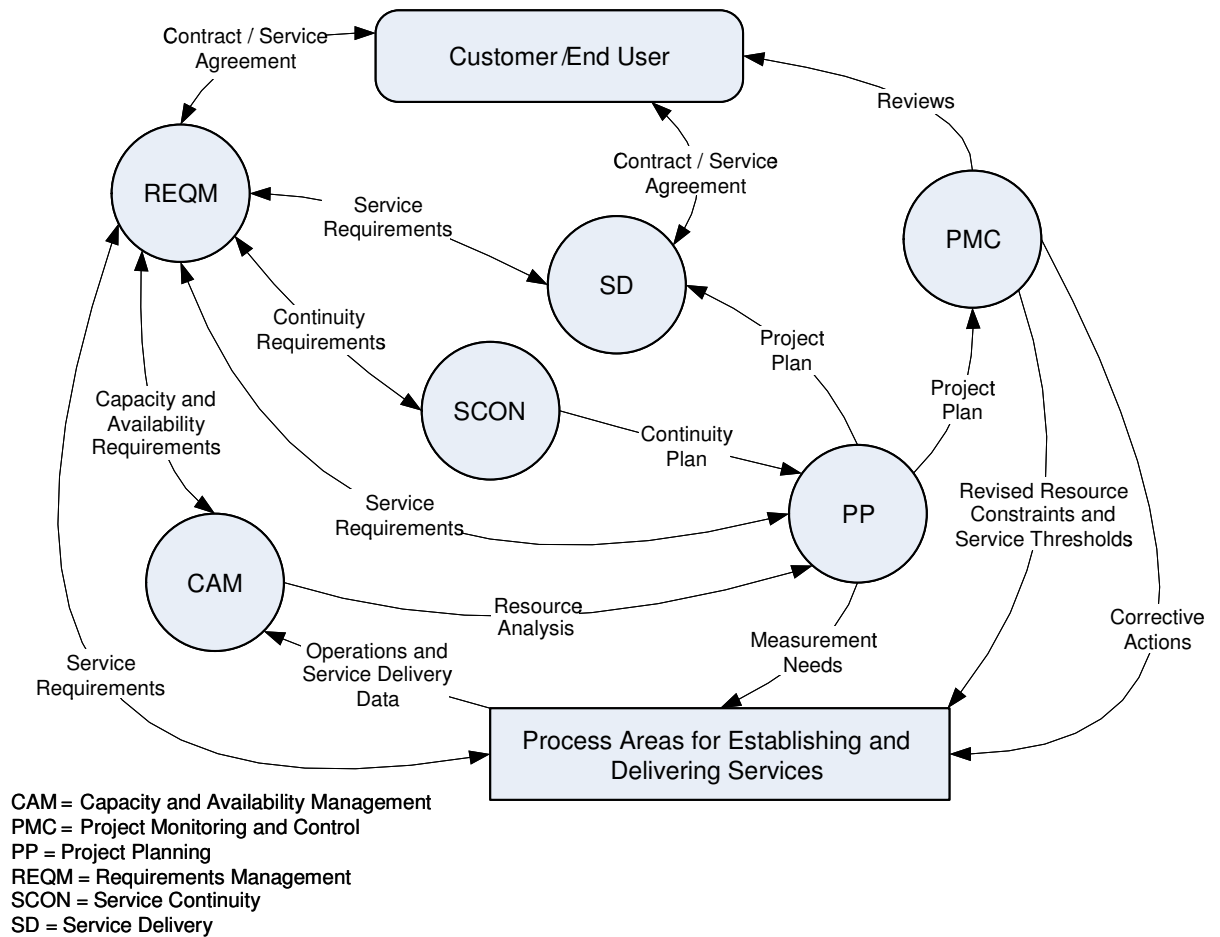 Contract / Service
Agreement
Customer/End User
Reviews
REQM
Contract / Service
Agreement
Service
Requirements
SD
PMC
Continuity
Requirements
Project
Plan
SCON
Project
Plan
Capacity and
Availability
Requirements
Continuity
Plan
Service
Requirements
PP
Revised Resource
Constraints and
Service Thresholds
CAM
Resource
Analysis
Corrective
Actions
Measurement
Needs
Operations and
Service Delivery
Data
Service
Requirements
Process Areas for Establishing and
Delivering Services
CAM = Capacity and Availability Management
PMC = Project Monitoring and Control
PP = Project Planning
REQM = Requirements Management
SCON = Service Continuity
SD = Service Delivery